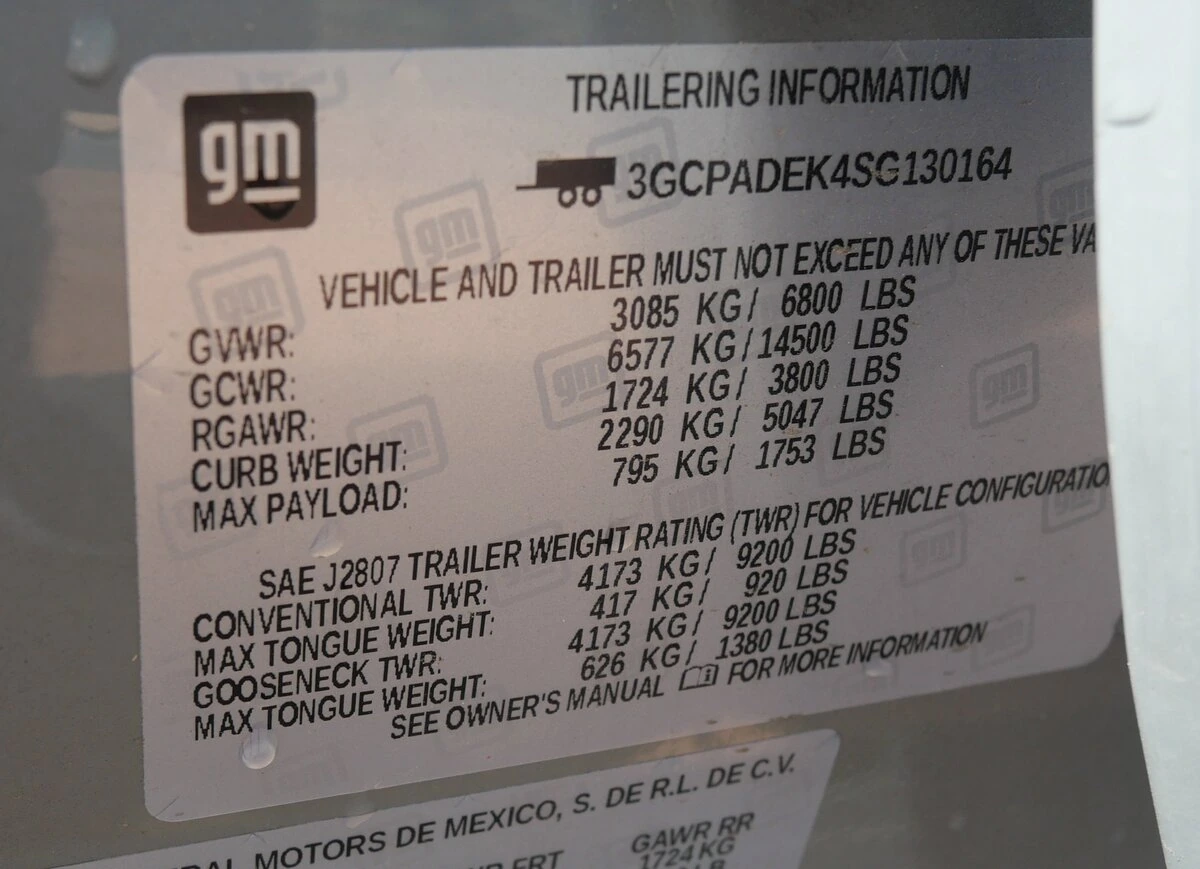 gm
TRAILERING INFORMATION
3GCPADEK4SG130164
VEHICLE AND TRAILER MUST NOT EXCEED ANY OF THESE VA
GVWR: 3085 KG/ 6800 LBS
GCWR: 6577 KG/14500 LBS
RGAWR: 1724 KG/ 3800 LBS
CURB WEIGHT: 2290 KG/ 5047 LBS
MAX PAYLOAD: 795 KG/ 1753 LBS
SAE J2807 TRAILER WEIGHT RATING (TWR) FOR VEHICLE CONFIGURATIO
CONVENTIONAL TWR: 4173 KG/ 9200 LBS
MAX TONGUE WEIGHT: 417 KG/ 920 LBS
GOOSENECK TWR: 4173 KG/ 9200 LBS
MAX TONGUE WEIGHT: 626 KG/ 1380 LBS
SEE OWNER'S MANUAL FOR MORE INFORMATION
RAL MOTORS DE MEXICO, S. DE R.L. DE C.V.
FRT GAWR RR
1724 KG